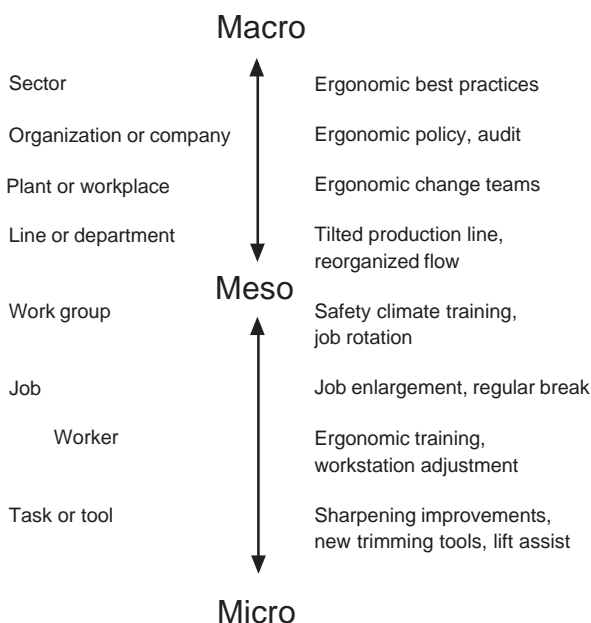 Macro
Sector
Ergonomic best practices
Organization or company
Ergonomic policy, audit
Plant or workplace
Ergonomic change teams
Line or department
Tilted production line,
reorganized flow
Meso
Work group
Safety climate training,
job rotation
Job
Job enlargement, regular break
Worker
Ergonomic training,
workstation adjustment
Task or tool
Sharpening improvements,
new trimming tools, lift assist
Micro